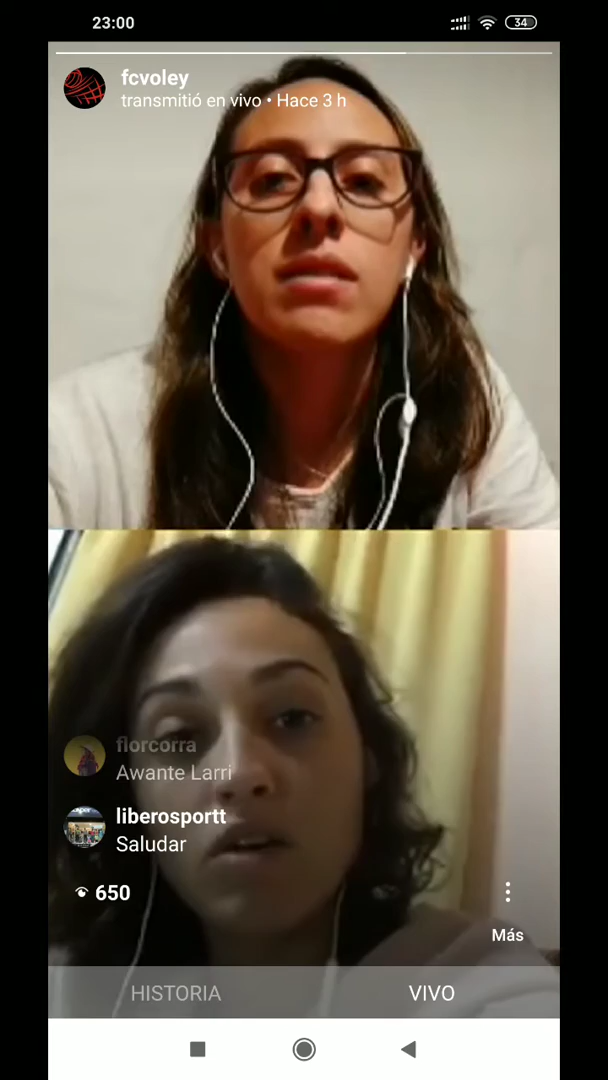 23:00
34
fcvoley
transmitió en vivo • Hace 3 h
florcorra
Awante Larri
liberosportt
Saludar
650
Más
HISTORIA
VIVO